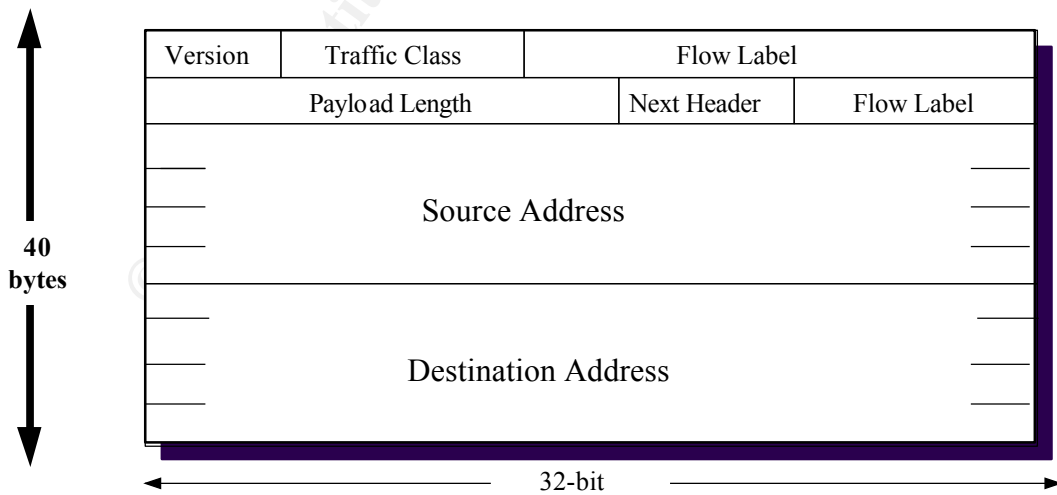 Version Traffic Class Flow Label
Payload Length Next Header Flow Label
Source Address
40
bytes
Destination Address
32-bit